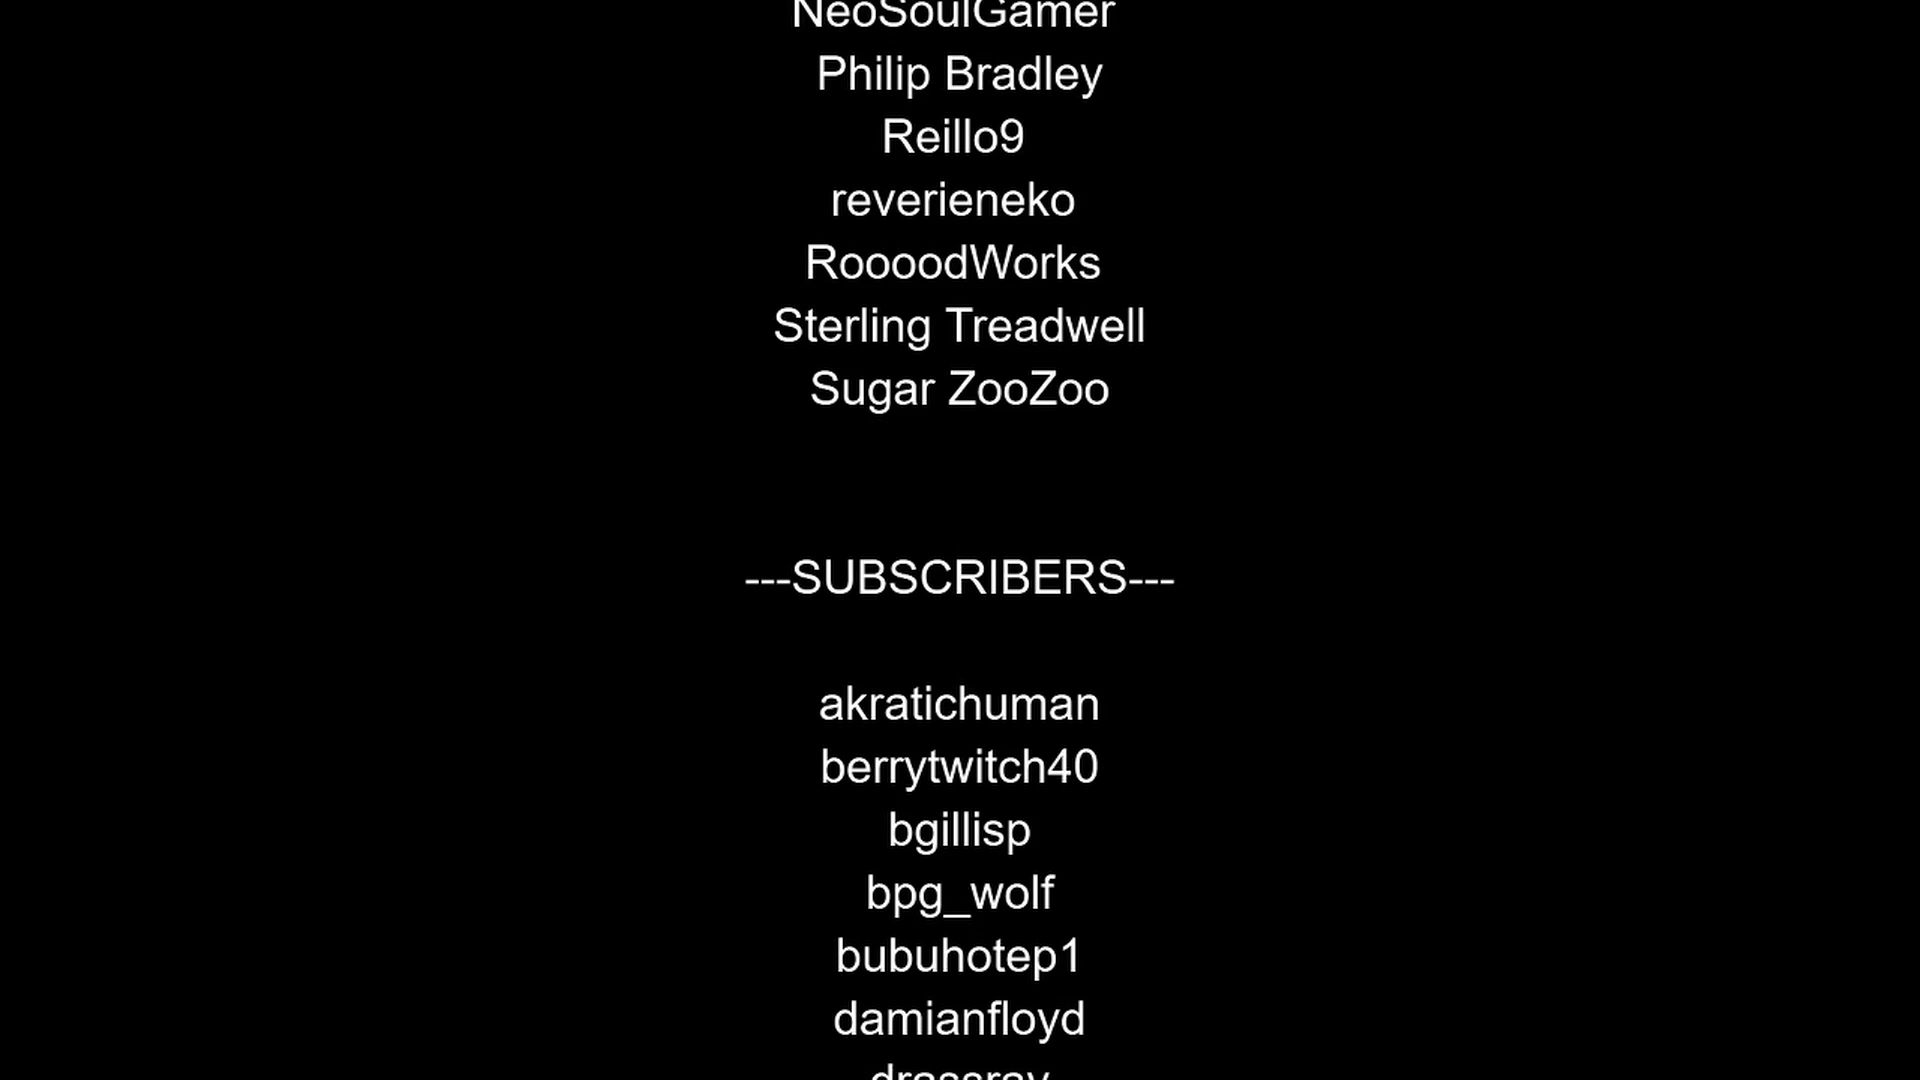 NeoSoulGamer
Philip Bradley
Reillo9
reverieneko
RoooodWorks
Sterling Treadwell
Sugar ZooZoo
---SUBSCRIBERS---
akratichuman
berrytwitch40
bgillisp
bpg_wolf
bubuhotep1
damianfloyd